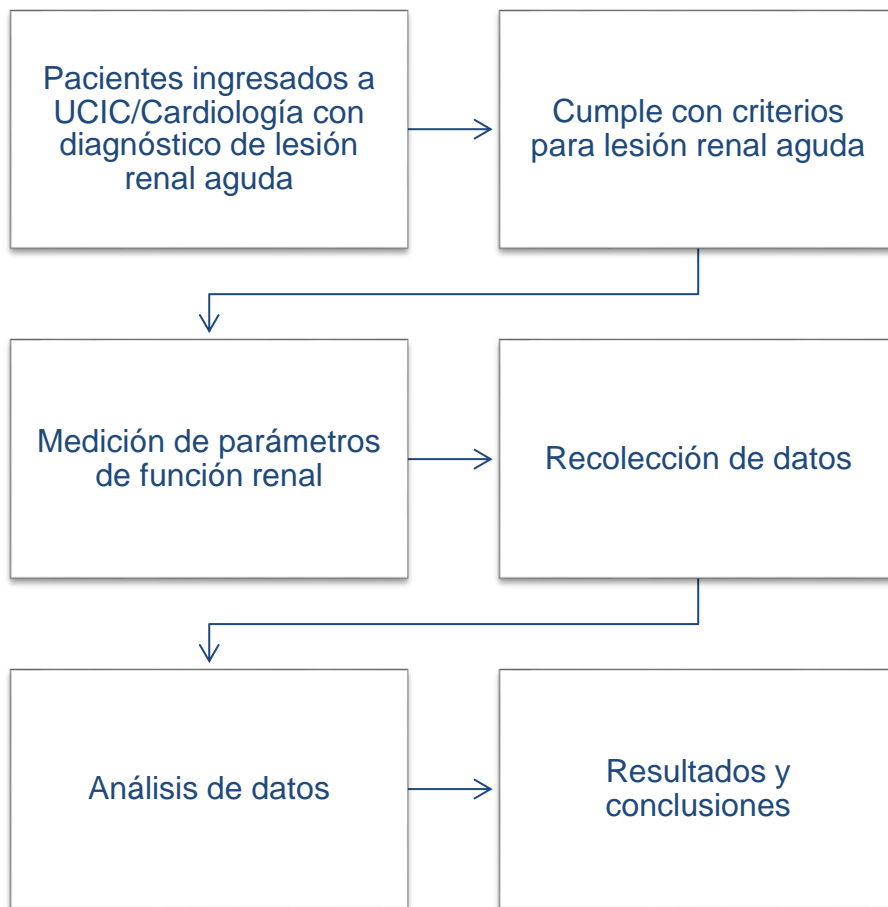 Pacientes ingresados a
UCIC/Cardiología con
diagnóstico de lesión
renal aguda
Cumple con criterios
para lesión renal aguda
Medición de parámetros
de función renal
Recolección de datos
Análisis de datos
Resultados y
conclusiones